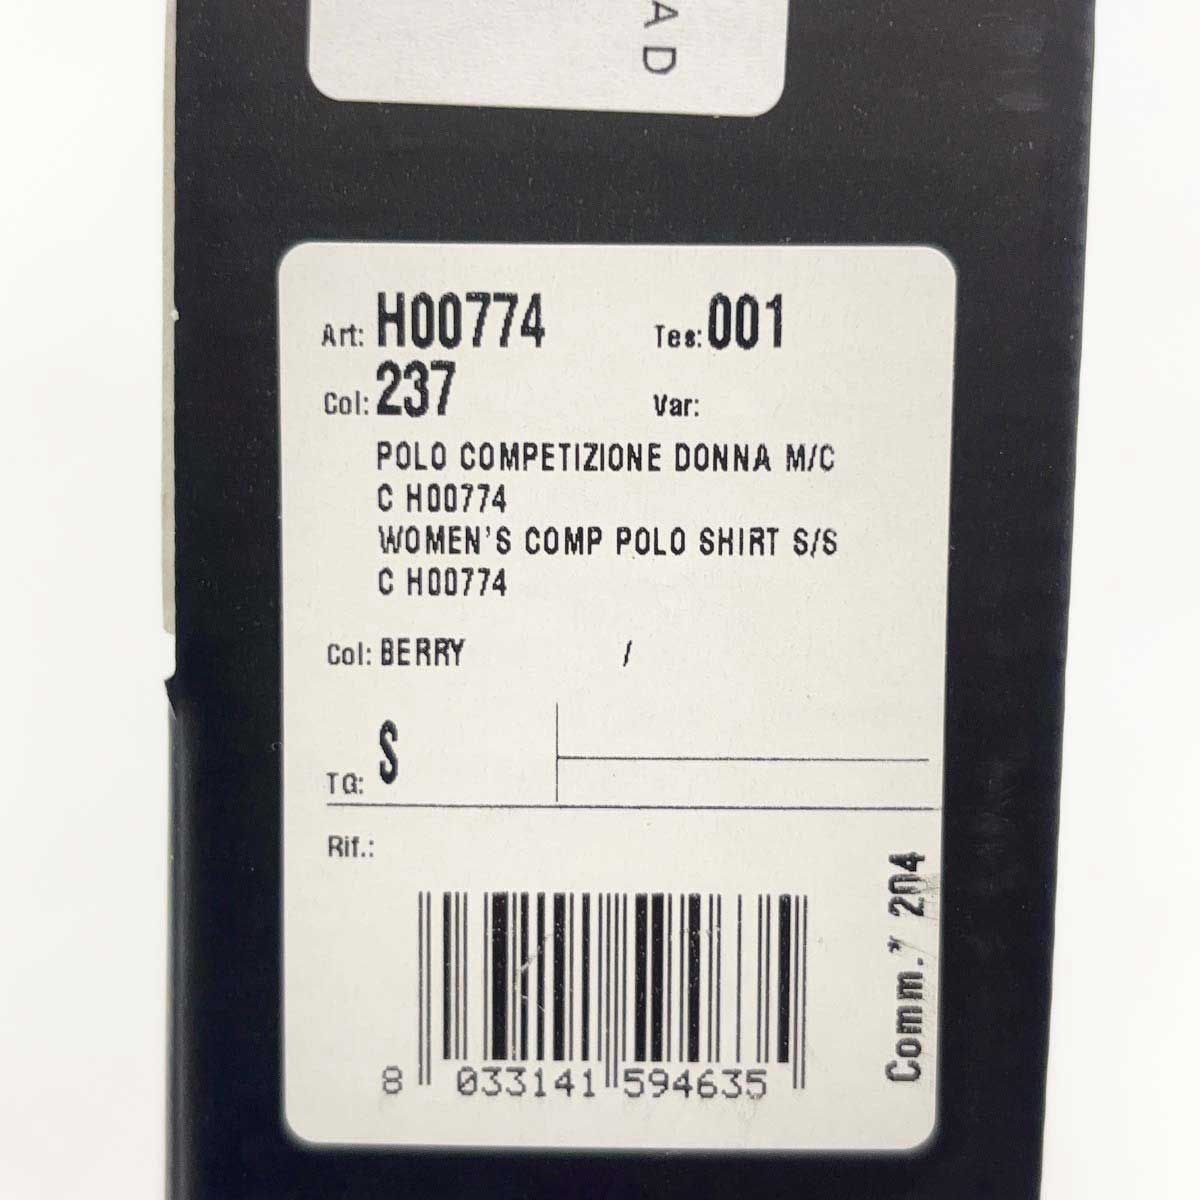 A D
Art: H00774 Tes: 001
Col: 237 Var:
POLO COMPETIZIONE DONNA M/C
C H00774
WOMEN'S COMP POLO SHIRT S/S
C H00774
Col: BERRY /
TG: S
Rif.:
Comm.* 204
8 033141 594635